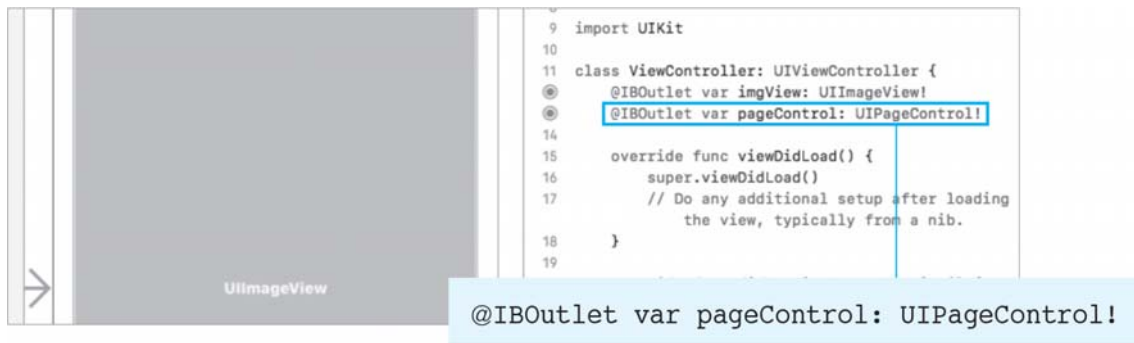 9 import UIKit
10
11 class ViewController: UIViewController {
@IBOutlet var imgView: UIImageView!
@IBOutlet var pageControl: UIPageControl!
14
15 override func viewDidLoad() {
16 super.viewDidLoad()
17 // Do any additional setup after loading
the view, typically from a nib.
18 }
19
UIImageView
@IBOutlet var pageControl: UIPageControl!